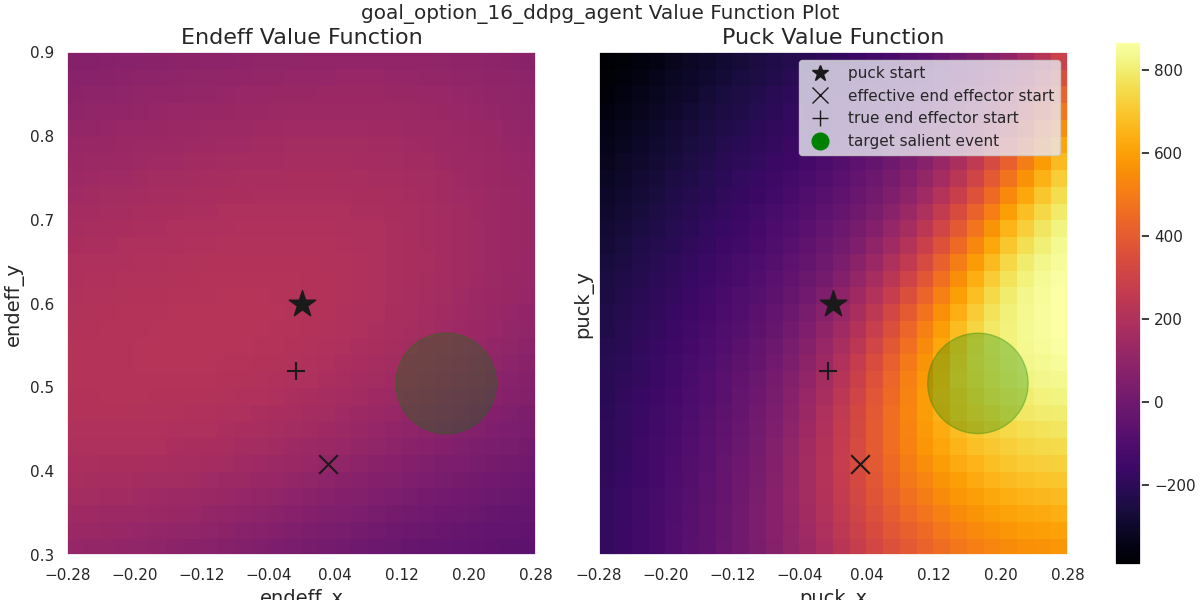 goal_option_16_ddpg_agent Value Function Plot
Endeff Value Function
Puck Value Function
puck start
effective end effector start
true end effector start
target salient event
0.9
0.8
0.7
0.6
0.5
0.4
0.3
endeff_y
−0.28
−0.20
−0.12
−0.04
0.04
0.12
0.20
0.28
endeff_x
puck_y
−0.28
−0.20
−0.12
−0.04
0.04
0.12
0.20
0.28
puck_x
800
600
400
200
0
−200